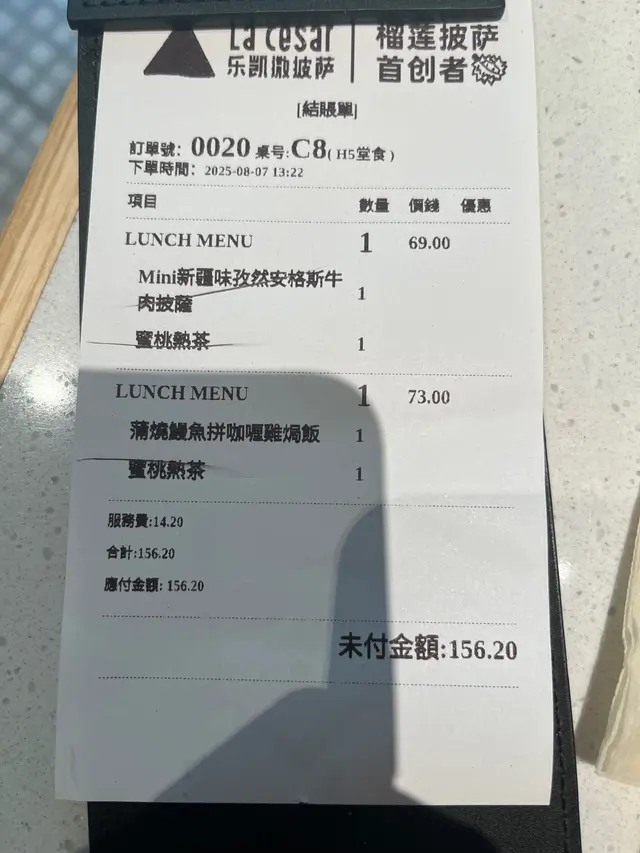 La Cesar
乐凯撒披萨
榴莲披萨
首创者
[結賬單]
訂單號: 0020 桌号:C8( H5堂食 )
下單時間: 2025-08-07 13:22
項目 數量 價錢 優惠
LUNCH MENU 1 69.00
Mini新疆味孜然安格斯牛
肉披薩 1
蜜桃熱茶 1
LUNCH MENU 1 73.00
蒲燒鰻魚拼咖喱雞焗飯 1
蜜桃熱茶 1
服務費:14.20
合計:156.20
應付金額: 156.20
未付金額:156.20